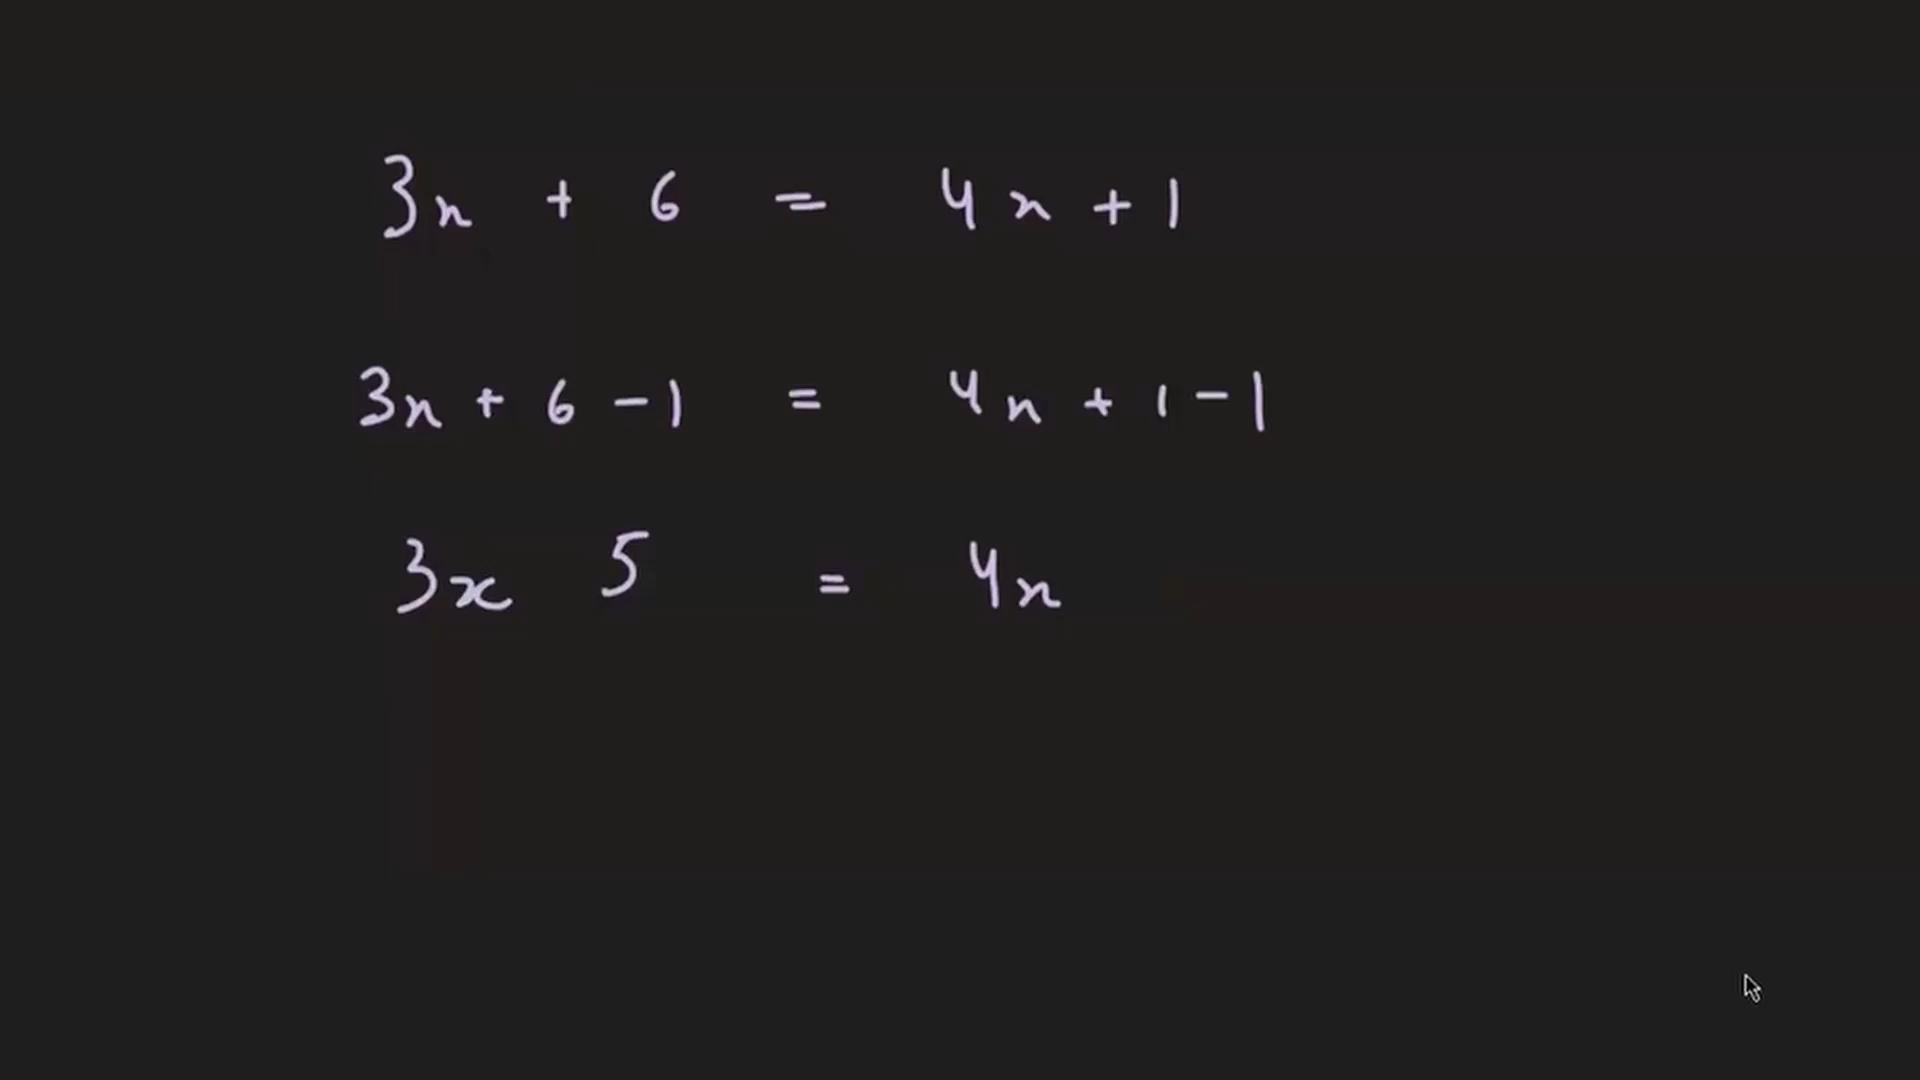 3x + 6 = 4x + 1
3x + 6 - 1 = 4x + 1 - 1
3x 5 = 4x